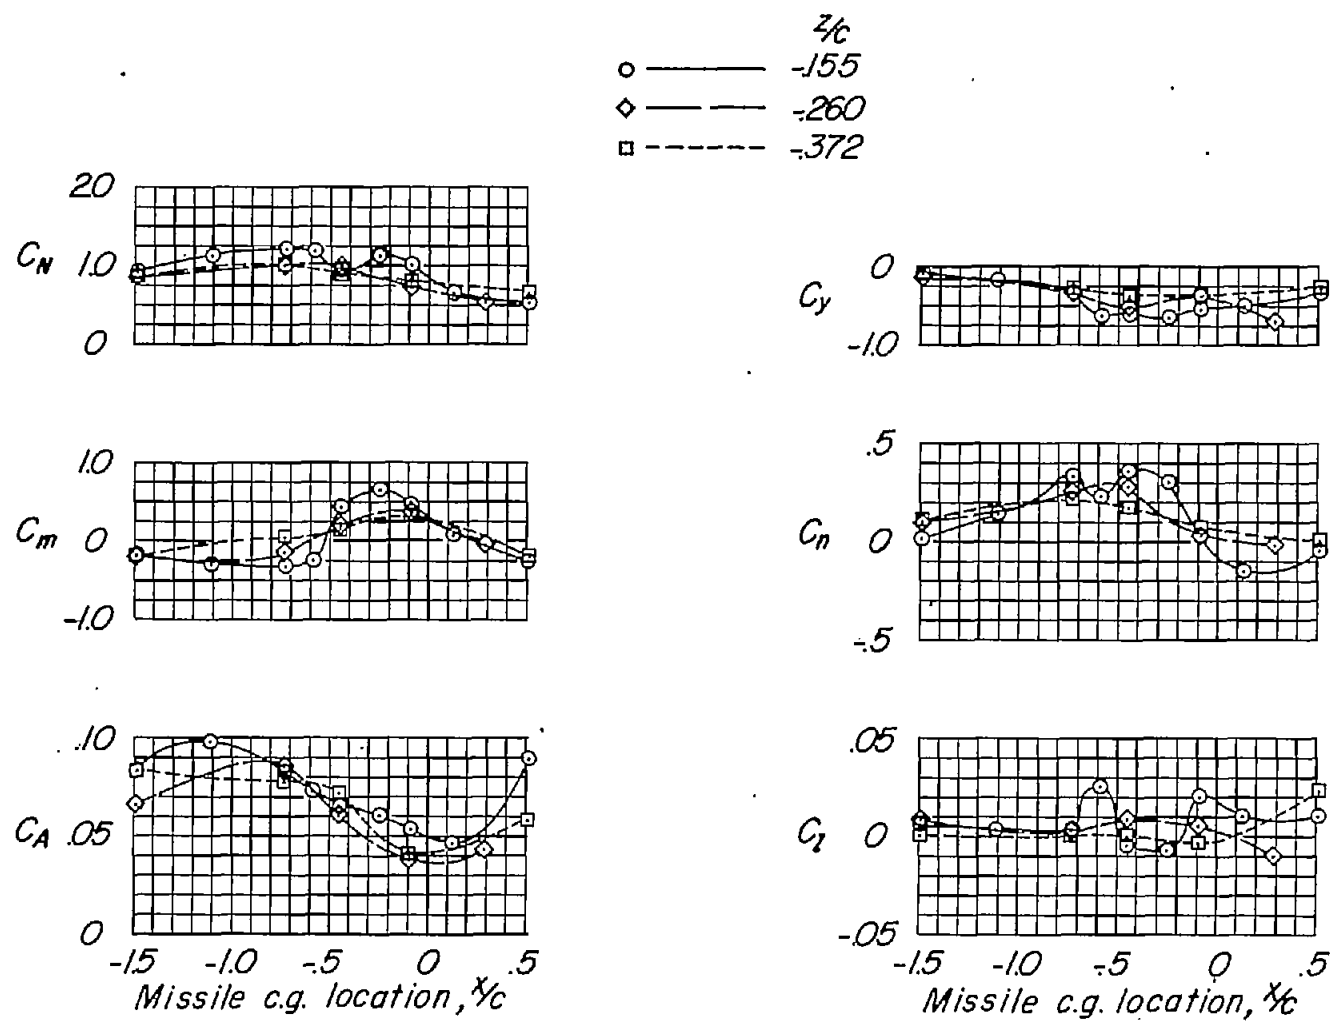 z/c
-.155
-.260
-.372
2.0
C_N 1.0
0
0
C_y
-1.0
1.0
C_m 0
-1.0
.5
C_n 0
-.5
.10
C_A .05
0
-1.5 -1.0 -.5 0 .5
Missile c.g. location, x/c
.05
C_l 0
-.05
-1.5 -1.0 -.5 0 .5
Missile c.g. location, x/c